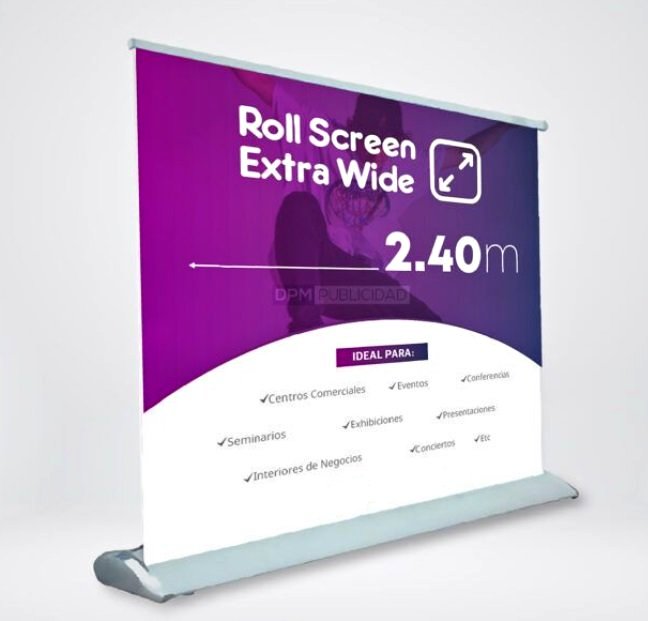 Roll Screen
Extra Wide
2.40m
DPM PUBLICIDAD
IDEAL PARA:
✓Centros Comerciales ✓Eventos ✓Conferencias
✓Seminarios ✓Exhibiciones ✓Presentaciones
✓Interiores de Negocios ✓Conciertos ✓Etc